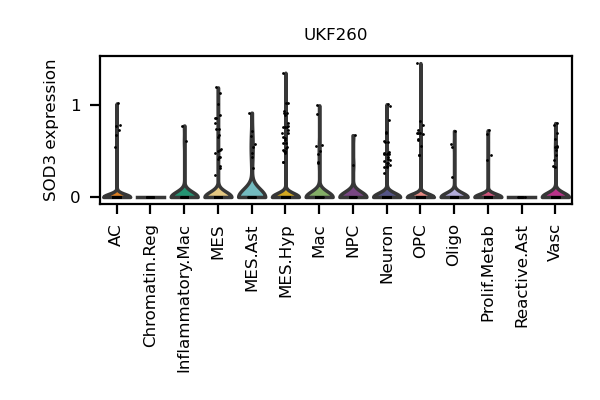 UKF260
SOD3 expression
1
0
AC
Chromatin.Reg
Inflammatory.Mac
MES
MES.Ast
MES.Hyp
Mac
NPC
Neuron
OPC
Oligo
Prolif.Metab
Reactive.Ast
Vasc